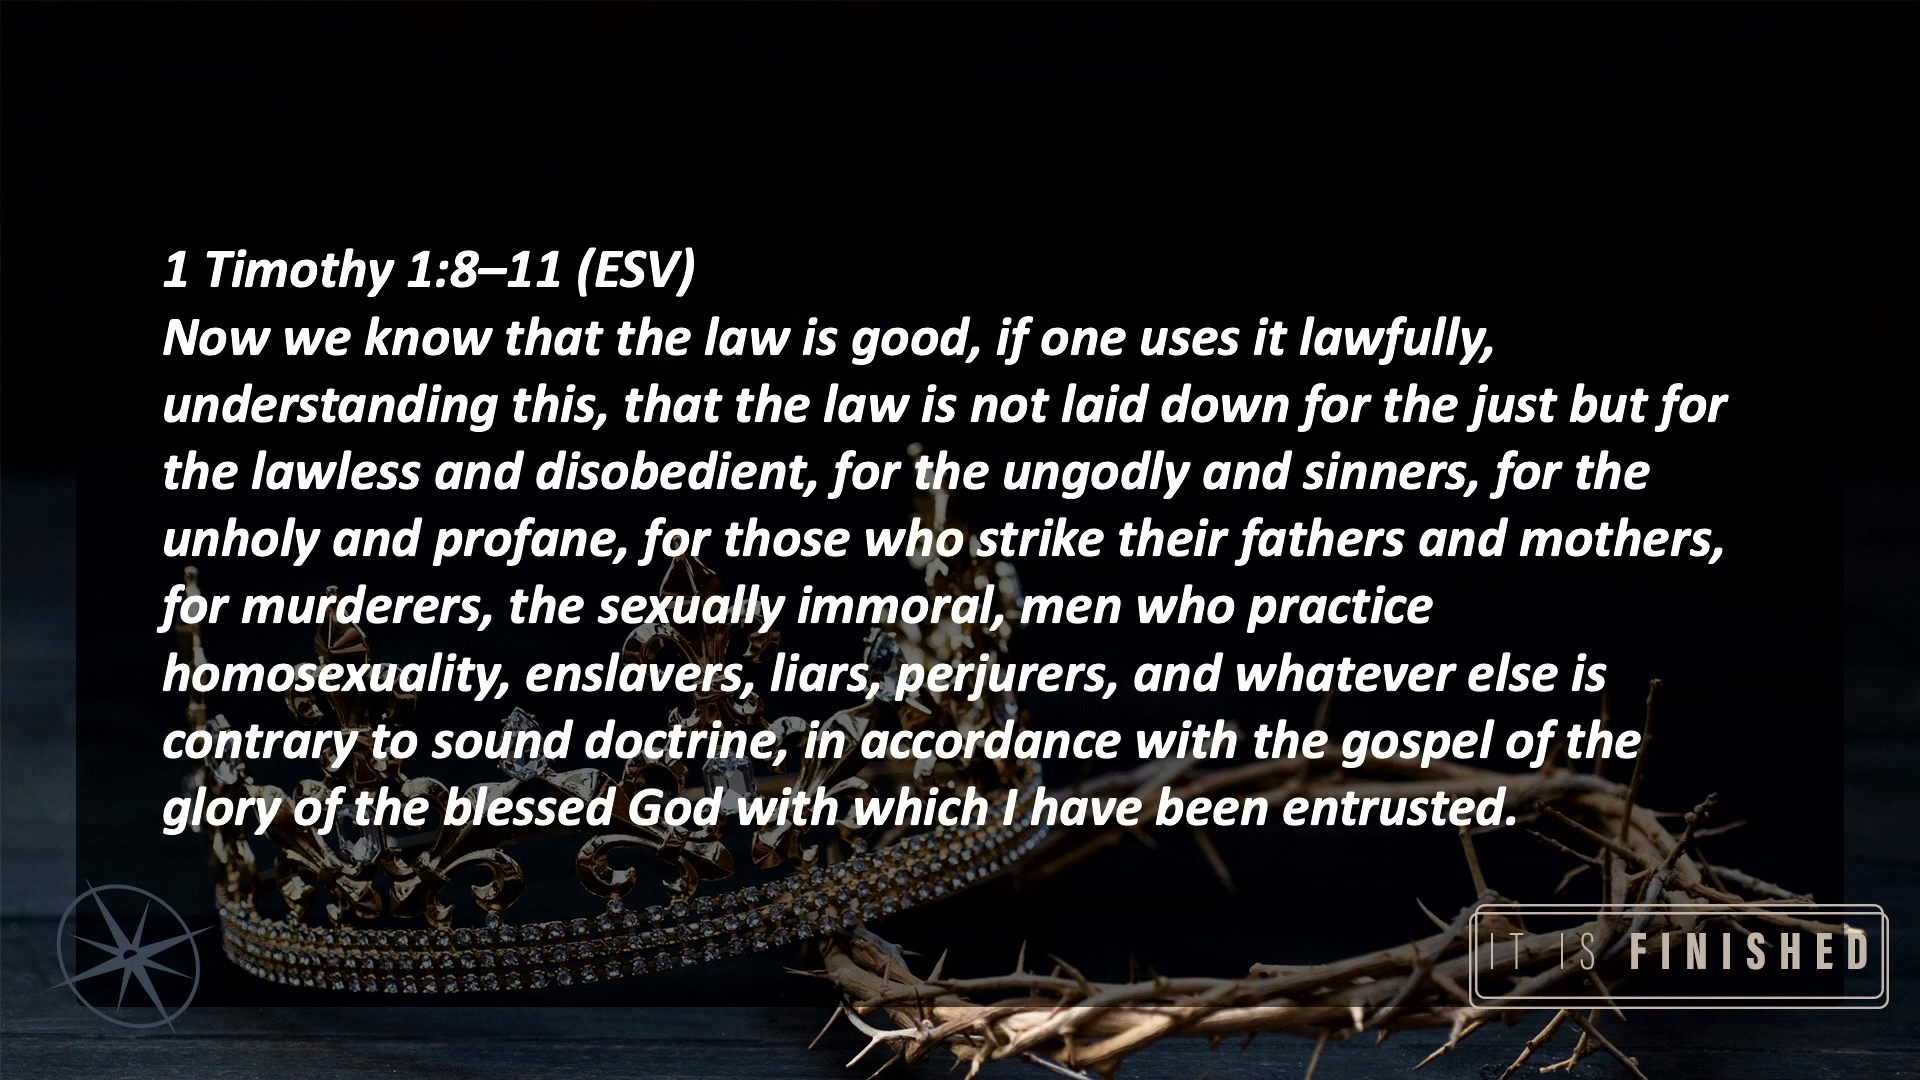 1 Timothy 1:8–11 (ESV)
Now we know that the law is good, if one uses it lawfully,
understanding this, that the law is not laid down for the just but for
the lawless and disobedient, for the ungodly and sinners, for the
unholy and profane, for those who strike their fathers and mothers,
for murderers, the sexually immoral, men who practice
homosexuality, enslavers, liars, perjurers, and whatever else is
contrary to sound doctrine, in accordance with the gospel of the
glory of the blessed God with which I have been entrusted.
IT IS FINISHED